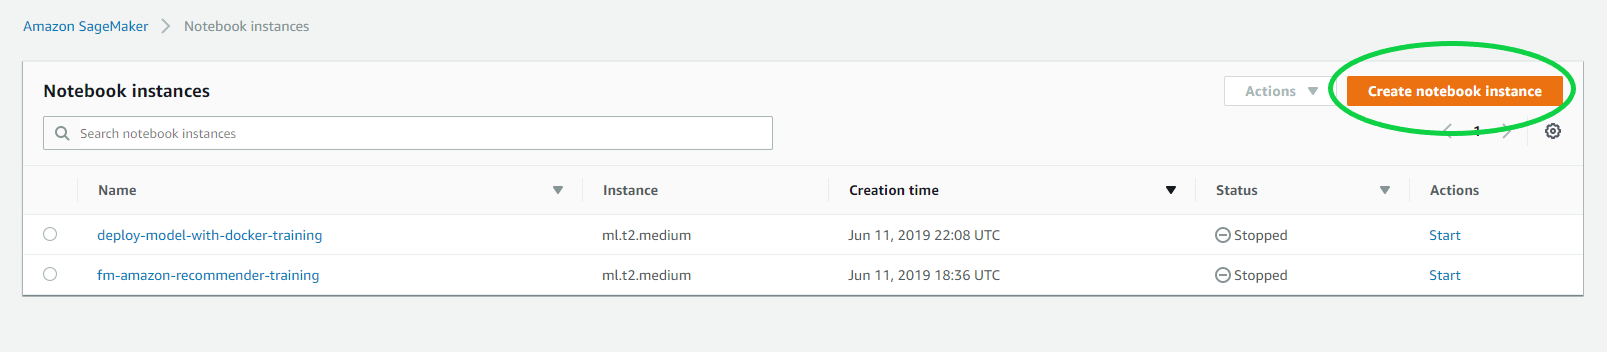 Amazon SageMaker > Notebook instances
Notebook instances
Actions
Create notebook instance
Search notebook instances
1
Name Instance Creation time Status Actions
deploy-model-with-docker-training ml.t2.medium Jun 11, 2019 22:08 UTC Stopped Start
fm-amazon-recommender-training ml.t2.medium Jun 11, 2019 18:36 UTC Stopped Start